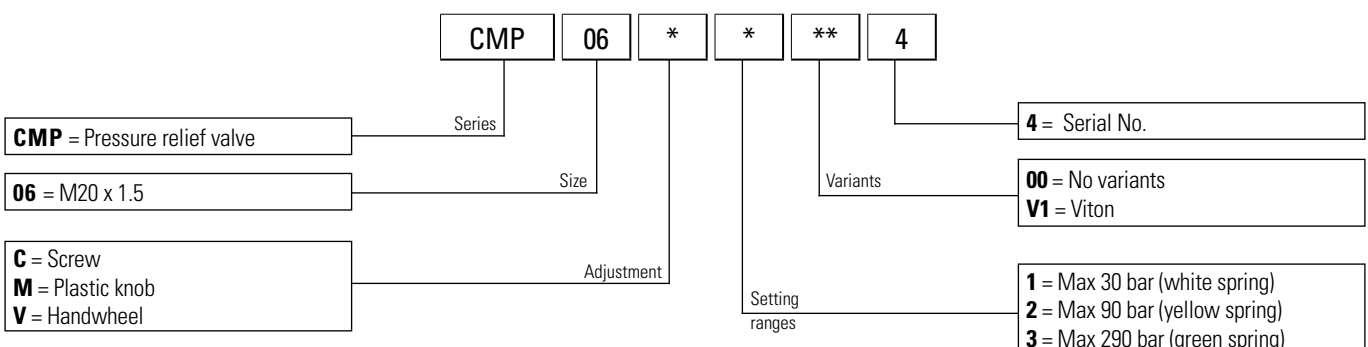 CMP 06 * * ** 4
Series
CMP = Pressure relief valve
Size
06 = M20 x 1.5
Adjustment
C = Screw
M = Plastic knob
V = Handwheel
4 = Serial No.
Variants
00 = No variants
V1 = Viton
Setting
ranges
1 = Max 30 bar (white spring)
2 = Max 90 bar (yellow spring)
3 = Max 290 bar (green spring)